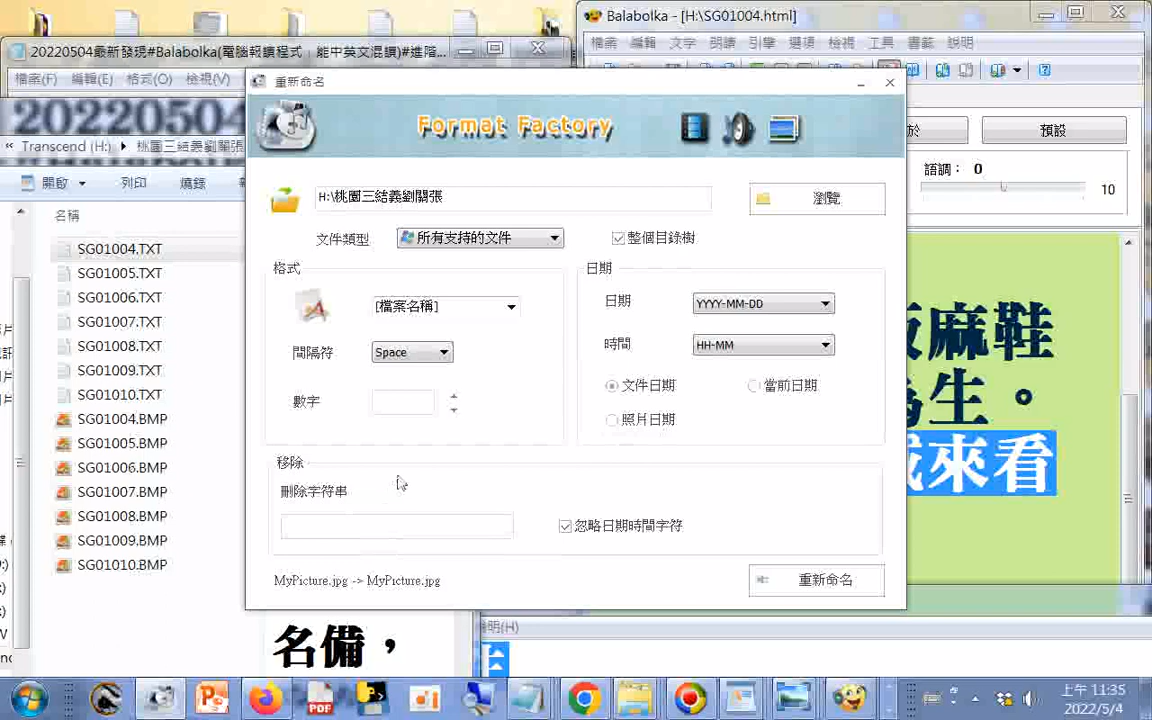 Balabolka - [H:\SG01004.html]
檔案 編輯 文字 朗讀 引擎 選項 檢視 工具 書籤 說明
20220504最新發現#Balabolka(電腦報讀程式｜能中英文混讀)#進階...
檔案(F) 編輯(E) 格式(O) 檢視(V)
20220504
« Transcend (H:) 桃園三結義劉關張
開啟 列印 燒錄
名稱
SG01004.TXT
SG01005.TXT
SG01006.TXT
SG01007.TXT
SG01008.TXT
SG01009.TXT
SG01010.TXT
SG01004.BMP
SG01005.BMP
SG01006.BMP
SG01007.BMP
SG01008.BMP
SG01009.BMP
SG01010.BMP
重新命名
Format Factory
H:\桃園三結義劉關張
瀏覽
文件類型 所有支持的文件 整個目錄樹
格式
[檔案名稱]
間隔符 Space
數字
日期
日期 YYYY-MM-DD
時間 HH-MM
文件日期 當前日期
照片日期
移除
刪除字符串
忽略日期時間字符
MyPicture.jpg -> MyPicture.jpg
重新命名
預設
語調： 0
10
麻鞋
生。
來看
明(H)
名備，
PDF
上午 11:35
2022/5/4